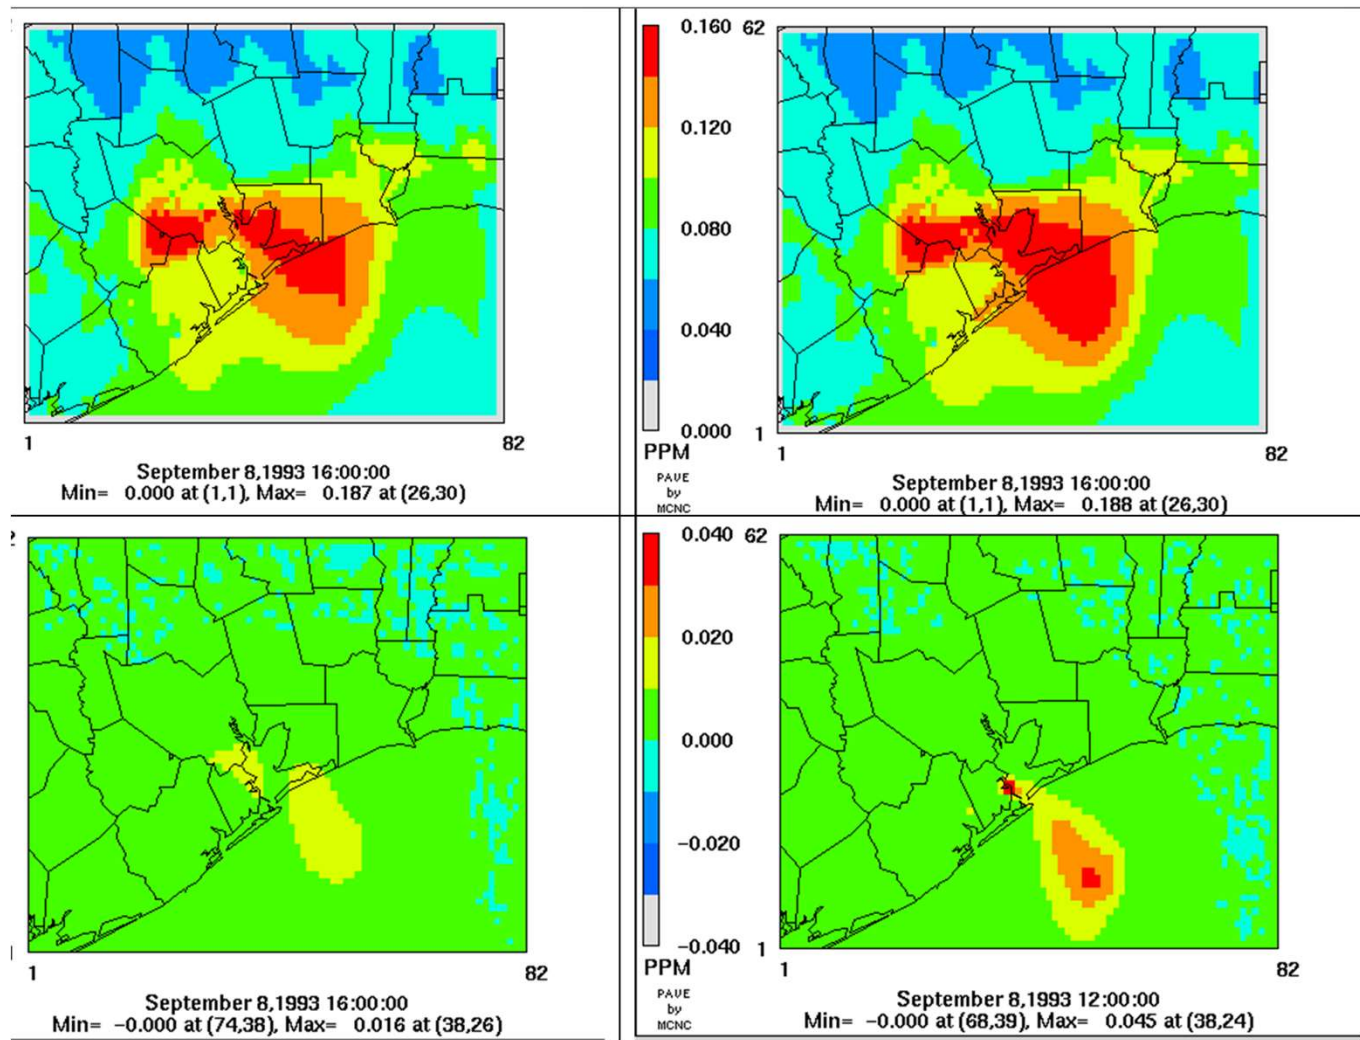 0.160 62
0.120
0.080
0.040
0.000 1
1 82
PPM
1 82
September 8,1993 16:00:00
Min= 0.000 at (1,1), Max= 0.187 at (26,30)
PAVE
by
MCNC
September 8,1993 16:00:00
Min= 0.000 at (1,1), Max= 0.188 at (26,30)
0.040 62
0.020
0.000
-0.020
-0.040 1
1 82
PPM
1 82
September 8,1993 16:00:00
Min= -0.000 at (74,38), Max= 0.016 at (38,26)
PAVE
by
MCNC
September 8,1993 12:00:00
Min= -0.000 at (68,39), Max= 0.045 at (38,24)